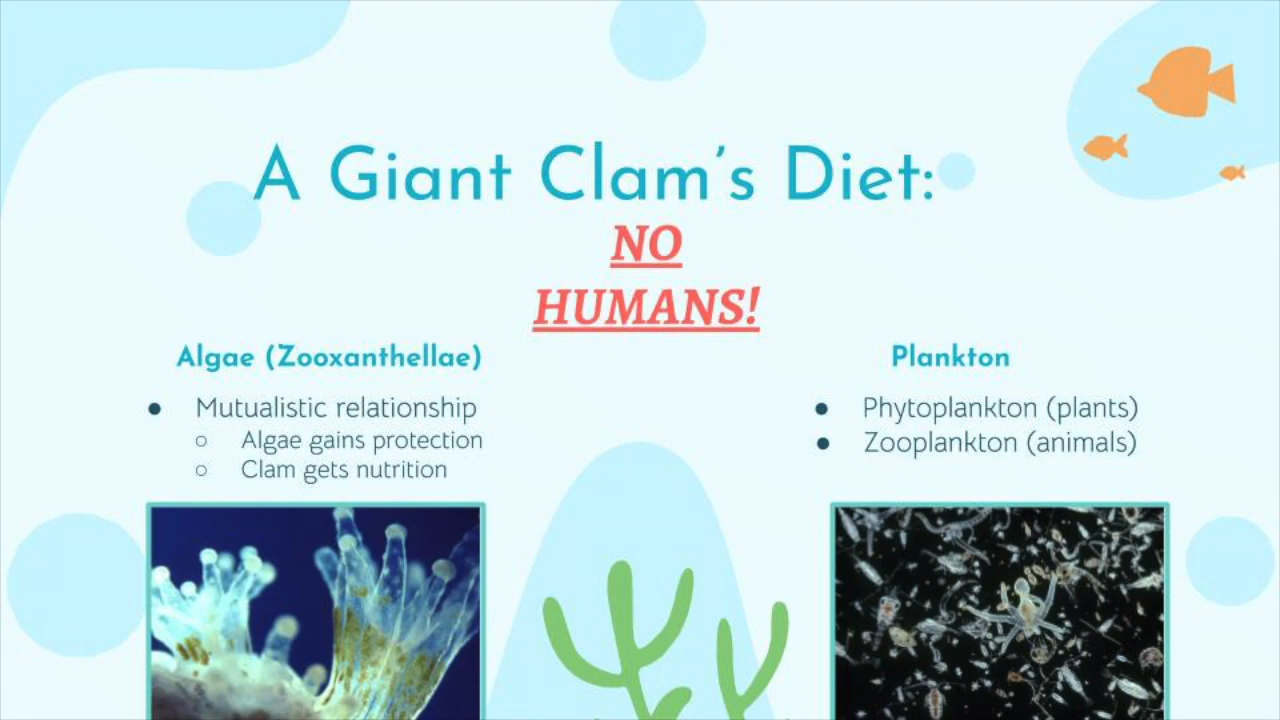 A Giant Clam’s Diet:
NO
HUMANS!
Algae (Zooxanthellae)
● Mutualistic relationship
○ Algae gains protection
○ Clam gets nutrition
Plankton
● Phytoplankton (plants)
● Zooplankton (animals)